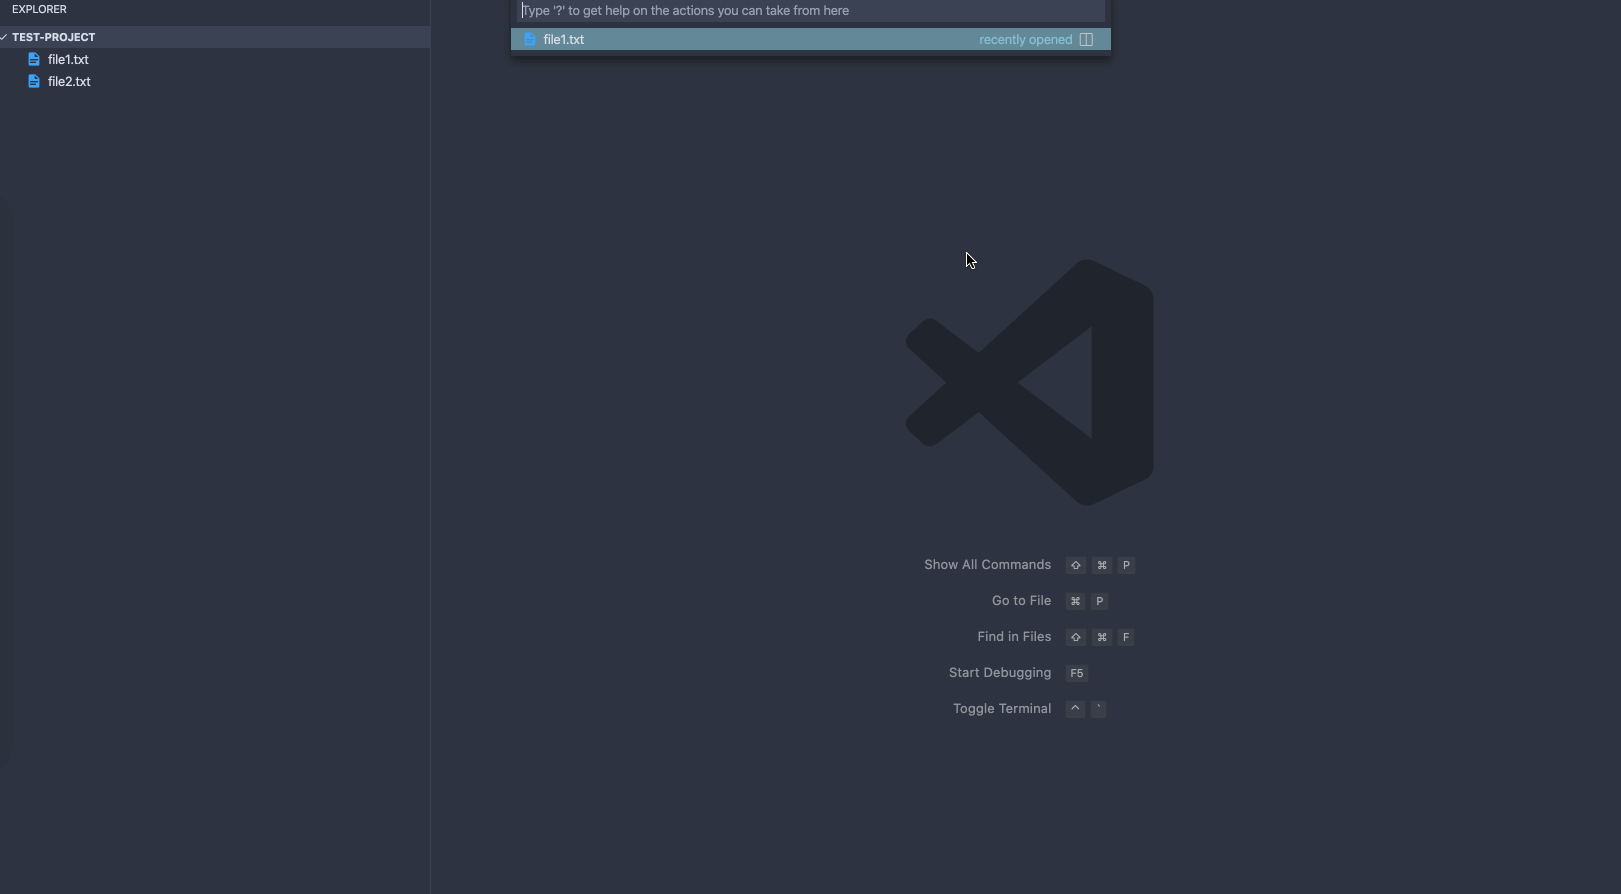 EXPLORER
TEST-PROJECT
file1.txt
file2.txt
Type '?' to get help on the actions you can take from here
file1.txt recently opened
Show All Commands ⇧ ⌘ P
Go to File ⌘ P
Find in Files ⇧ ⌘ F
Start Debugging F5
Toggle Terminal ^ `